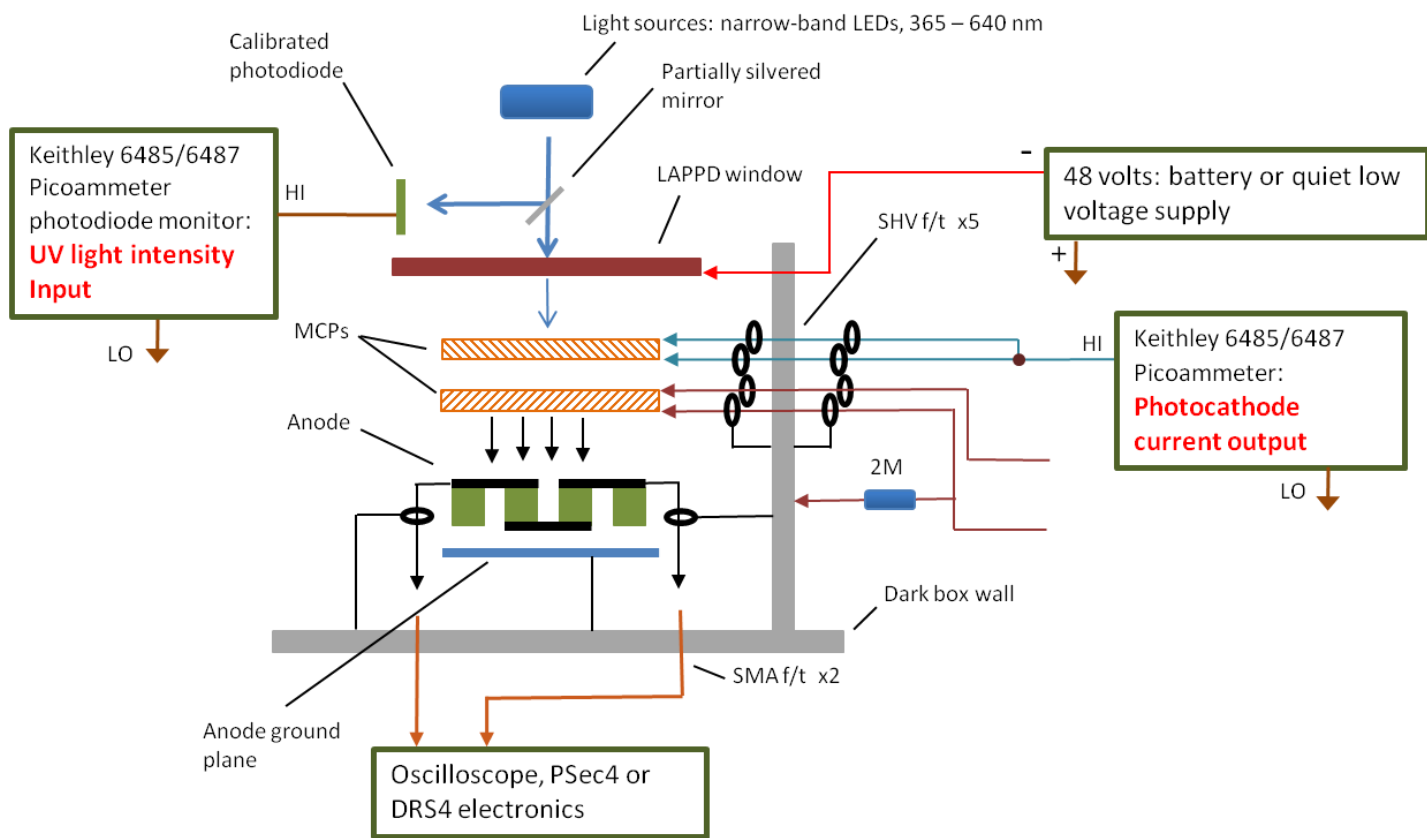 Light sources: narrow-band LEDs, 365 – 640 nm
Calibrated
photodiode
Partially silvered
mirror
Keithley 6485/6487
Picoammeter
photodiode monitor:
UV light intensity
Input
HI
LO
LAPPD window
SHV f/t x5
-
48 volts: battery or quiet low
voltage supply
+
MCPs
HI
Keithley 6485/6487
Picoammeter:
Photocathode
current output
LO
Anode
2M
Dark box wall
SMA f/t x2
Anode ground
plane
Oscilloscope, PSec4 or
DRS4 electronics